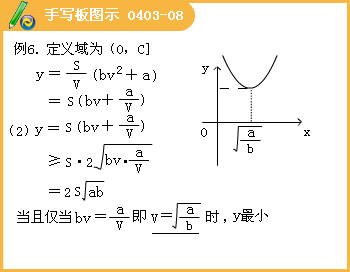 手写板图示 0403-08
例6. 定义域为 (0, C]
y = S/V (bv²+a)
= S(bv + a/V)
(2) y = S(bv + a/V)
≥ S·2√(bv·a/V)
= 2S√ab
当且仅当 bv = a/V 即 V = √(a/b) 时, y最小
y
0
x
√(a/b)